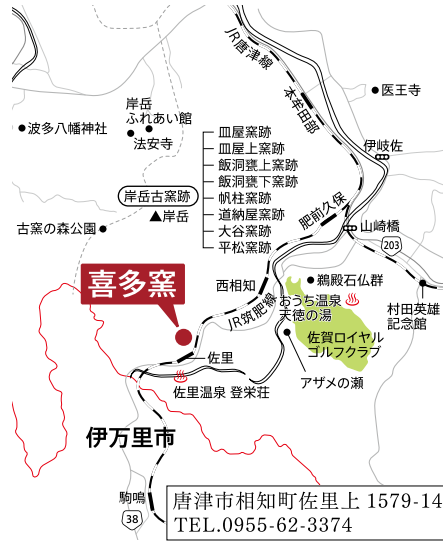 JR唐津線
本牟田部
医王寺
岸岳
ふれあい館
波多八幡神社
法安寺
伊岐佐
皿屋窯跡
皿屋上窯跡
飯洞甕上窯跡
飯洞甕下窯跡
帆柱窯跡
道納屋窯跡
大谷窯跡
平松窯跡
岸岳古窯跡
岸岳
古窯の森公園
肥前久保
山崎橋
203
西相知
鵜殿石仏群
喜多窯
おうち温泉
天徳の湯
JR筑肥線
村田英雄
記念館
佐賀ロイヤル
ゴルフクラブ
佐里
アザメの瀬
佐里温泉 登栄荘
伊万里市
駒鳴
38
唐津市相知町佐里上 1579-14
TEL.0955-62-3374